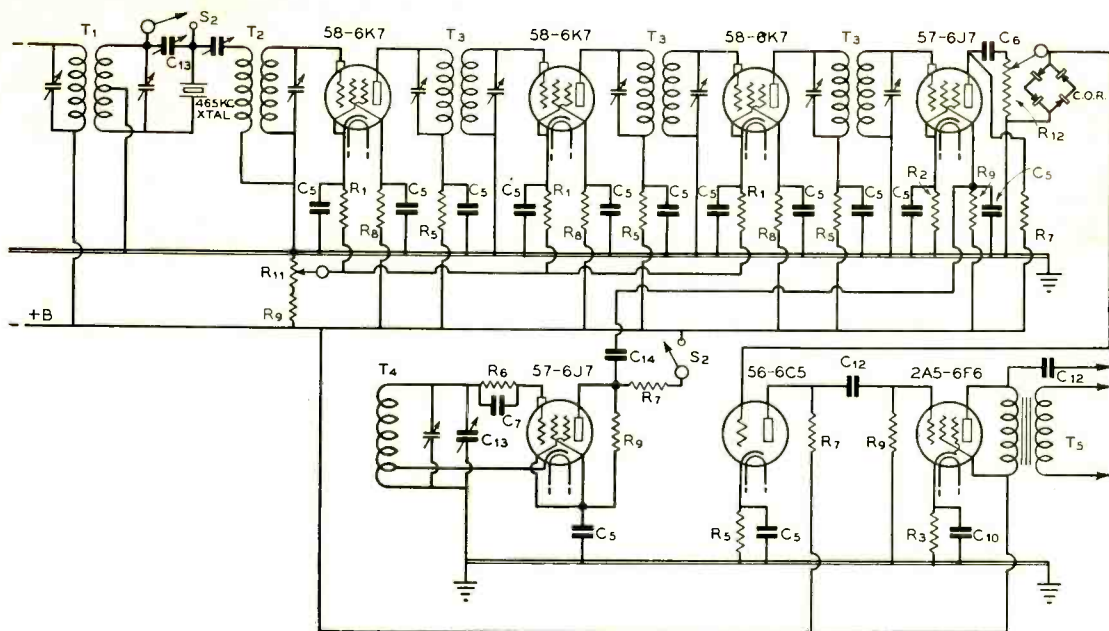 T1 S2 T2 58-6K7 T3 58-6K7 T3 58-6K7 T3 57-6J7 C6
C13
465KC
XTAL
C.O.R.
R12
C5 R1 C5 C5 C5 R1 C5 C5 C5 R1 C5 C5 C5 R2 R9 C5
R8 R5 R8 R5 R8 R5 R7
R11
R9
+B
T4 57-6J7 C14 S2 56-6C5 C12 2A5-6F6
R6 R7 C12
C7
C13 R9 R7 R9 T5
C5 R5 C5 R3 C10